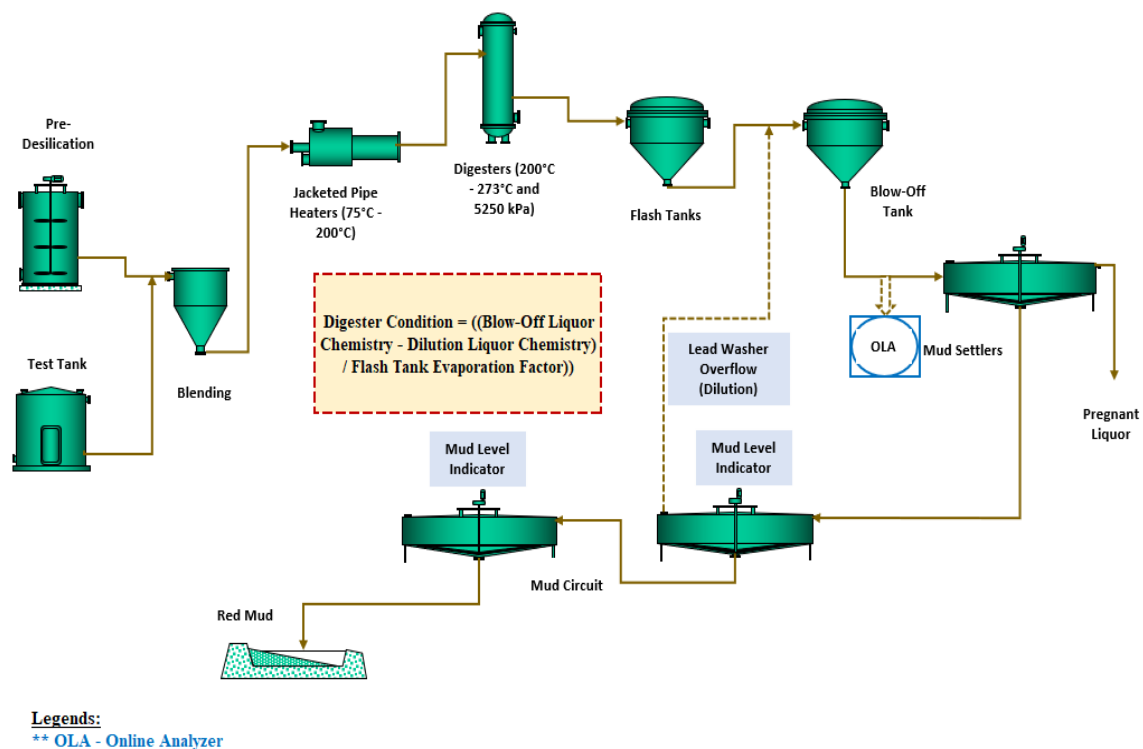 Pre-
Desilication
Test Tank
Blending
Jacketed Pipe
Heaters (75°C -
200°C)
Digesters (200°C
- 273°C and
5250 kPa)
Flash Tanks
Blow-Off
Tank
Digester Condition = ((Blow-Off Liquor
Chemistry - Dilution Liquor Chemistry)
/ Flash Tank Evaporation Factor))
Lead Washer
Overflow
(Dilution)
OLA
Mud Settlers
Pregnant
Liquor
Mud Level
Indicator
Mud Level
Indicator
Mud Circuit
Red Mud
Legends:
** OLA - Online Analyzer